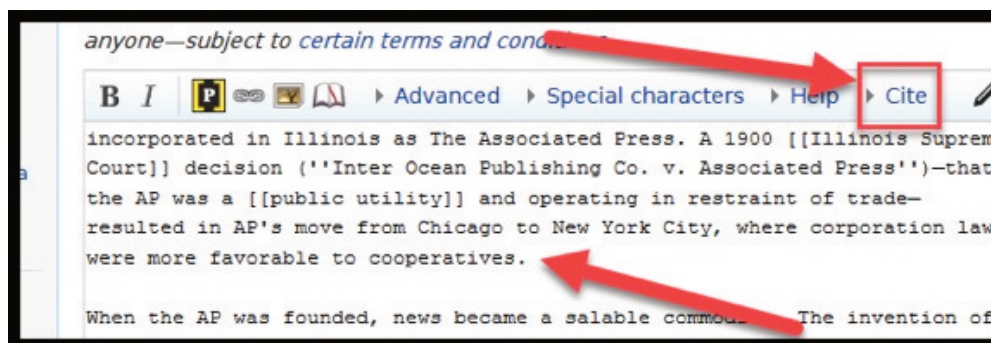 anyone—subject to certain terms and
B I P Advanced Special characters Help Cite
incorporated in Illinois as The Associated Press. A 1900 [[Illinois Suprem
Court]] decision (''Inter Ocean Publishing Co. v. Associated Press'')—that
a
the AP was a [[public utility]] and operating in restraint of trade—
resulted in AP's move from Chicago to New York City, where corporation law
were more favorable to cooperatives.
When the AP was founded, news became a salable The invention of